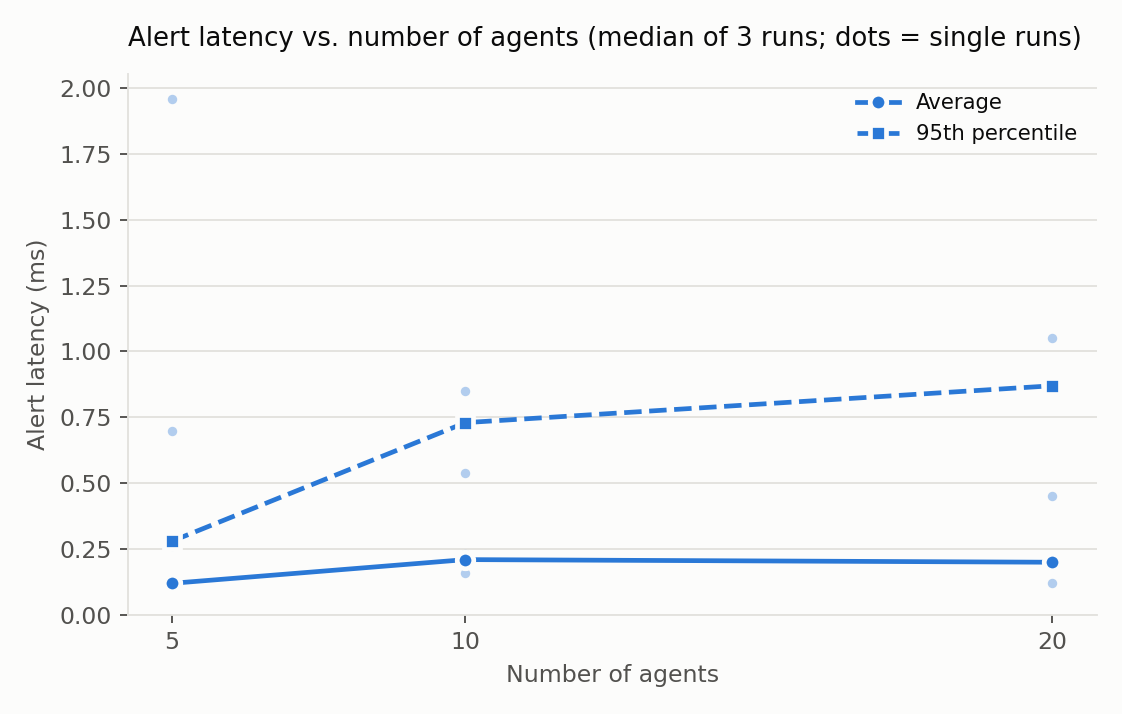 Alert latency vs. number of agents (median of 3 runs; dots = single runs)
Average
95th percentile
Alert latency (ms)
2.00
1.75
1.50
1.25
1.00
0.75
0.50
0.25
0.00
5 10 20
Number of agents